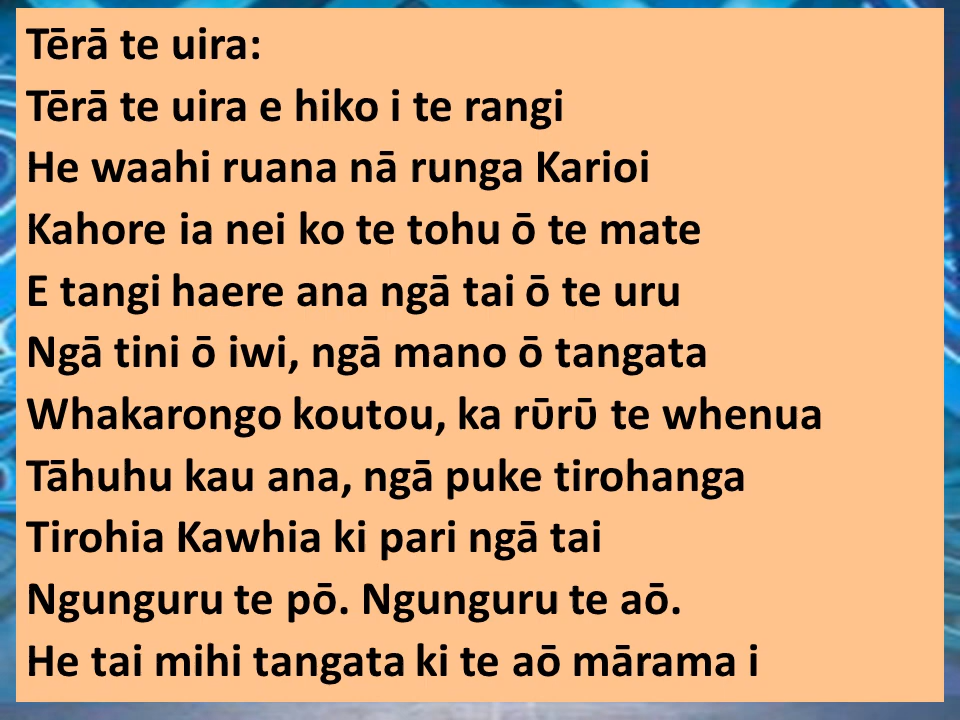 Tērā te uira:
Tērā te uira e hiko i te rangi
He waahi ruana nā runga Karioi
Kahore ia nei ko te tohu ō te mate
E tangi haere ana ngā tai ō te uru
Ngā tini ō iwi, ngā mano ō tangata
Whakarongo koutou, ka rῡrῡ te whenua
Tāhuhu kau ana, ngā puke tirohanga
Tirohia Kawhia ki pari ngā tai
Ngunguru te pō. Ngunguru te aō.
He tai mihi tangata ki te aō mārama i